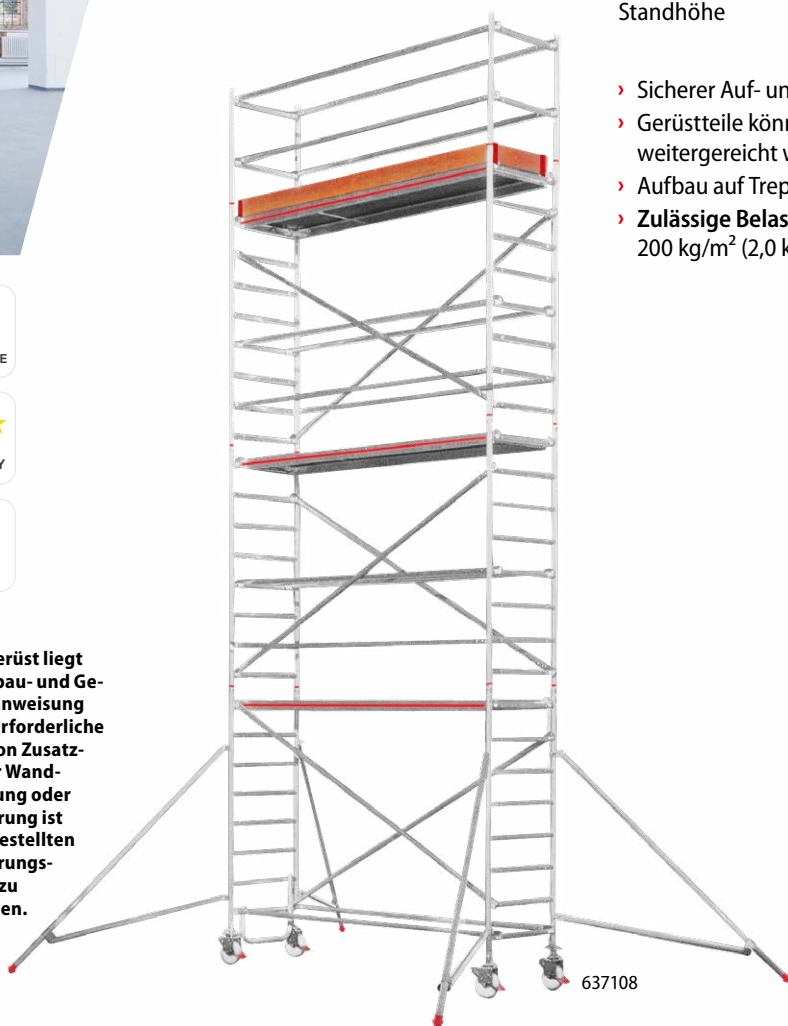 Standhöhe
› Sicherer Auf- un
› Gerüstteile könn
weitergereicht w
› Aufbau auf Trep
› Zulässige Belas
200 kg/m² (2,0 k
E
Y
erüst liegt
bau- und Ge-
anweisung
rforderliche
on Zusatz-
r Wand-
ung oder
rung ist
estellten
rungs-
zu
en.
637108